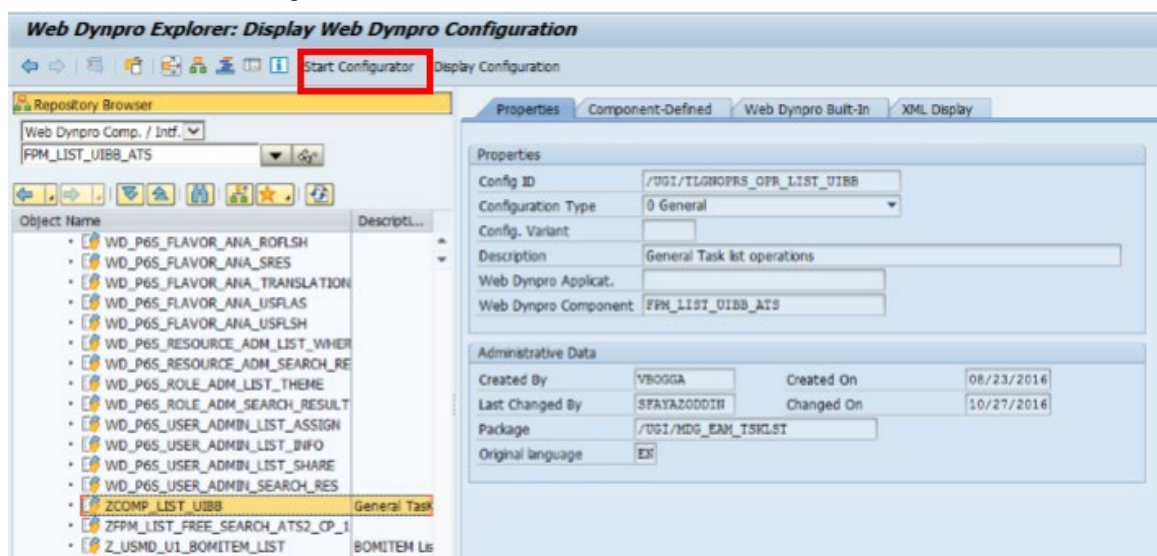 Web Dynpro Explorer: Display Web Dynpro Configuration
Start Configurator Display Configuration
Repository Browser
Web Dynpro Comp. / Intf.
FPM_LIST_UIBB_ATS
Object Name Descripti...
WD_P6S_FLAVOR_ANA_ROFLSH
WD_P6S_FLAVOR_ANA_SRES
WD_P6S_FLAVOR_ANA_TRANSLATION
WD_P6S_FLAVOR_ANA_USFLAS
WD_P6S_FLAVOR_ANA_USFLSH
WD_P6S_RESOURCE_ADM_LIST_WHER
WD_P6S_RESOURCE_ADM_SEARCH_RE
WD_P6S_ROLE_ADM_LIST_THEME
WD_P6S_ROLE_ADM_SEARCH_RESULT
WD_P6S_USER_ADMIN_LIST_ASSIGN
WD_P6S_USER_ADMIN_LIST_INFO
WD_P6S_USER_ADMIN_LIST_SHARE
WD_P6S_USER_ADMIN_SEARCH_RES
ZCOMP_LIST_UIBB General Task
ZFPM_LIST_FREE_SEARCH_ATS2_CP_1
Z_USMD_U1_BOMITEM_LIST BOMITEM Lis
Properties Component-Defined Web Dynpro Built-In XML Display
Properties
Config ID /UGI/TLGNOPRS_OPR_LIST_UIBB
Configuration Type 0 General
Config. Variant
Description General Task list operations
Web Dynpro Applicat.
Web Dynpro Component FPM_LIST_UIBB_ATS
Administrative Data
Created By VBOGGA Created On 08/23/2016
Last Changed By SFAYAZODDIN Changed On 10/27/2016
Package /UGI/MDG_EAM_TSKLST
Original language EN